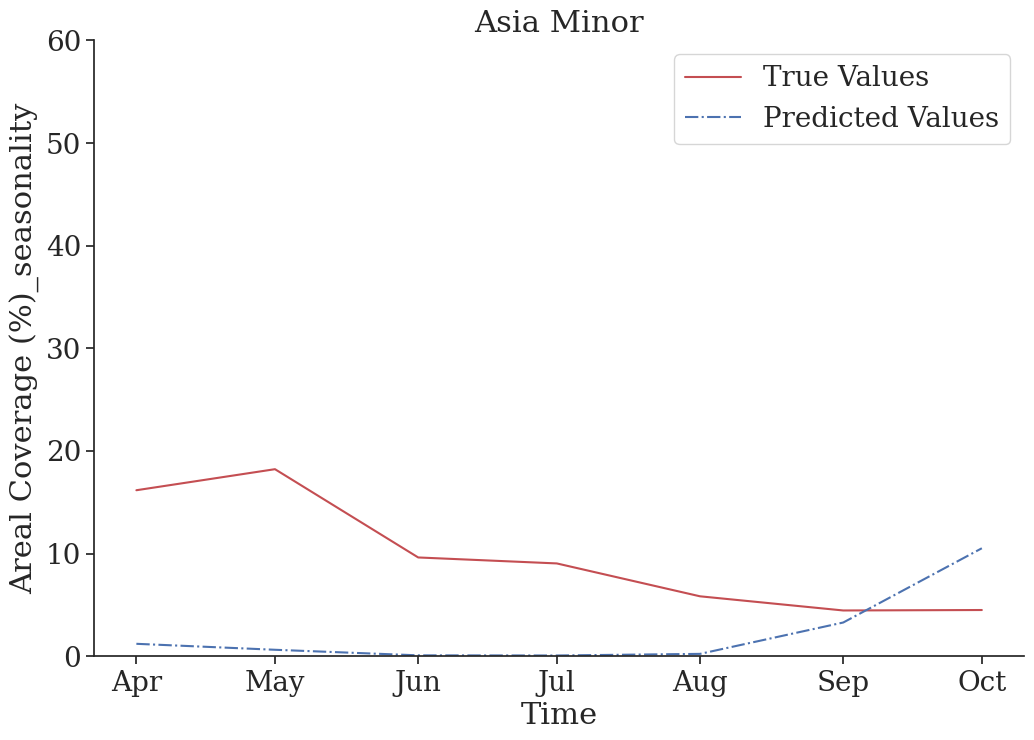 Asia Minor
True Values
Predicted Values
Areal Coverage (%)_seasonality
60
50
40
30
20
10
0
Apr May Jun Jul Aug Sep Oct
Time